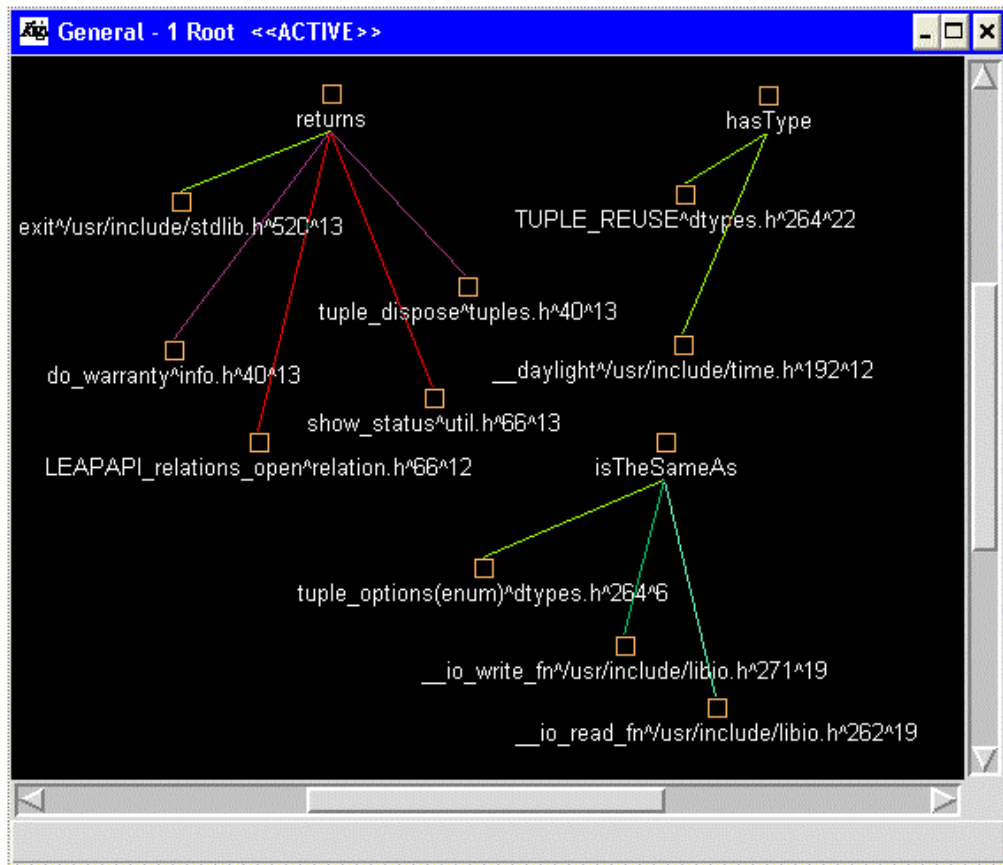 General - 1 Root <<ACTIVE>>
returns
hasType
exit^/usr/include/stdlib.h^520^13
TUPLE_REUSE^dtypes.h^264^22
tuple_dispose^tuples.h^40^13
do_warranty^info.h^40^13
__daylight^/usr/include/time.h^192^12
show_status^util.h^66^13
LEAPAPI_relations_open^relation.h^66^12
isTheSameAs
tuple_options(enum)^dtypes.h^264^6
__io_write_fn^/usr/include/libio.h^271^19
__io_read_fn^/usr/include/libio.h^262^19